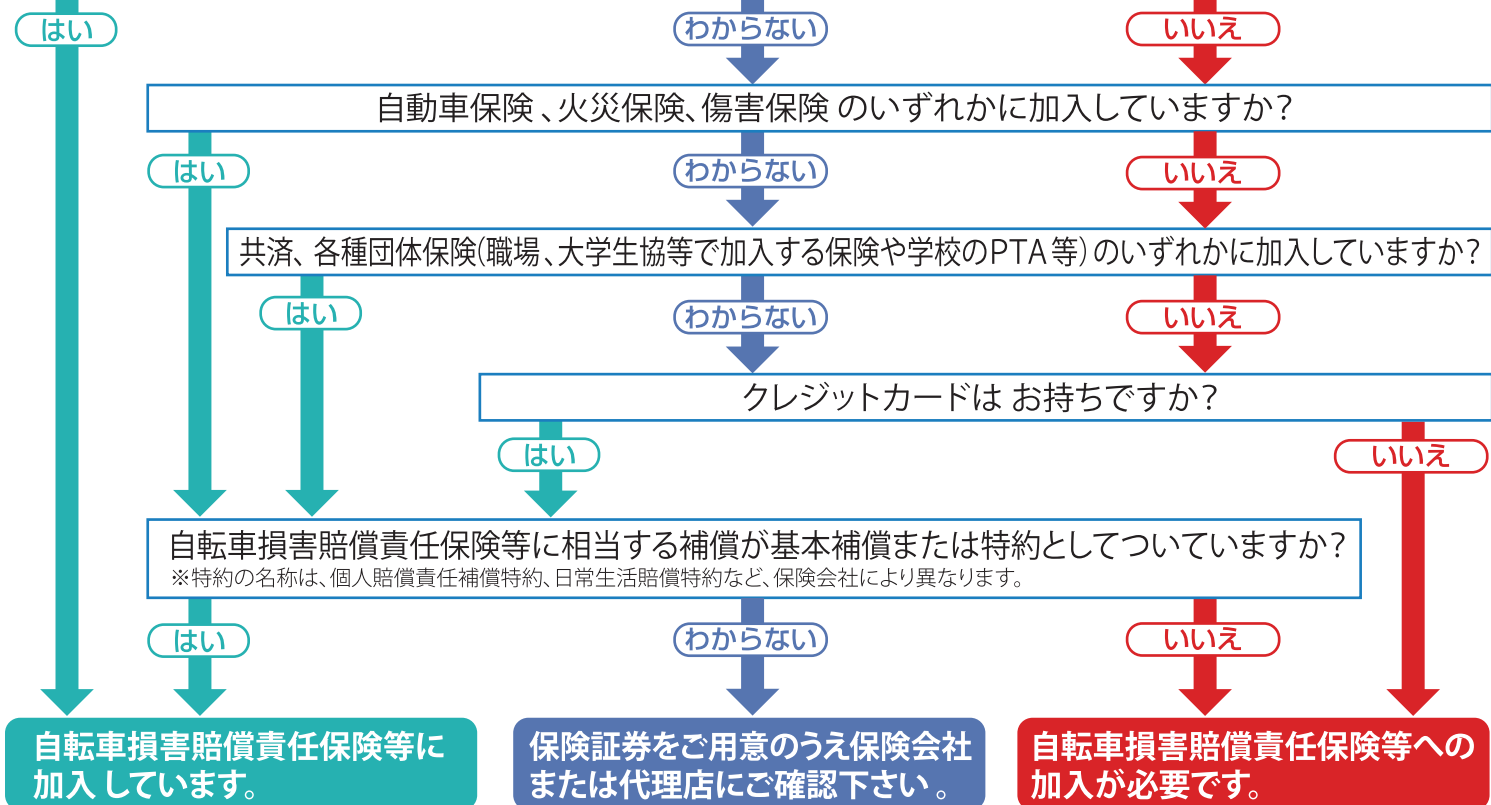 はい
わからない
いいえ
自動車保険、火災保険、傷害保険 のいずれかに加入していますか？
はい
わからない
いいえ
共済、各種団体保険(職場、大学生協等で加入する保険や学校のPTA等)のいずれかに加入していますか？
はい
わからない
いいえ
クレジットカードは お持ちですか？
はい
いいえ
自転車損害賠償責任保険等に相当する補償が基本補償または特約としてついていますか？
※特約の名称は、個人賠償責任補償特約、日常生活賠償特約など、保険会社により異なります。
はい
わからない
いいえ
自転車損害賠償責任保険等に
加入しています。
保険証券をご用意のうえ保険会社
または代理店にご確認下さい。
自転車損害賠償責任保険等への
加入が必要です。